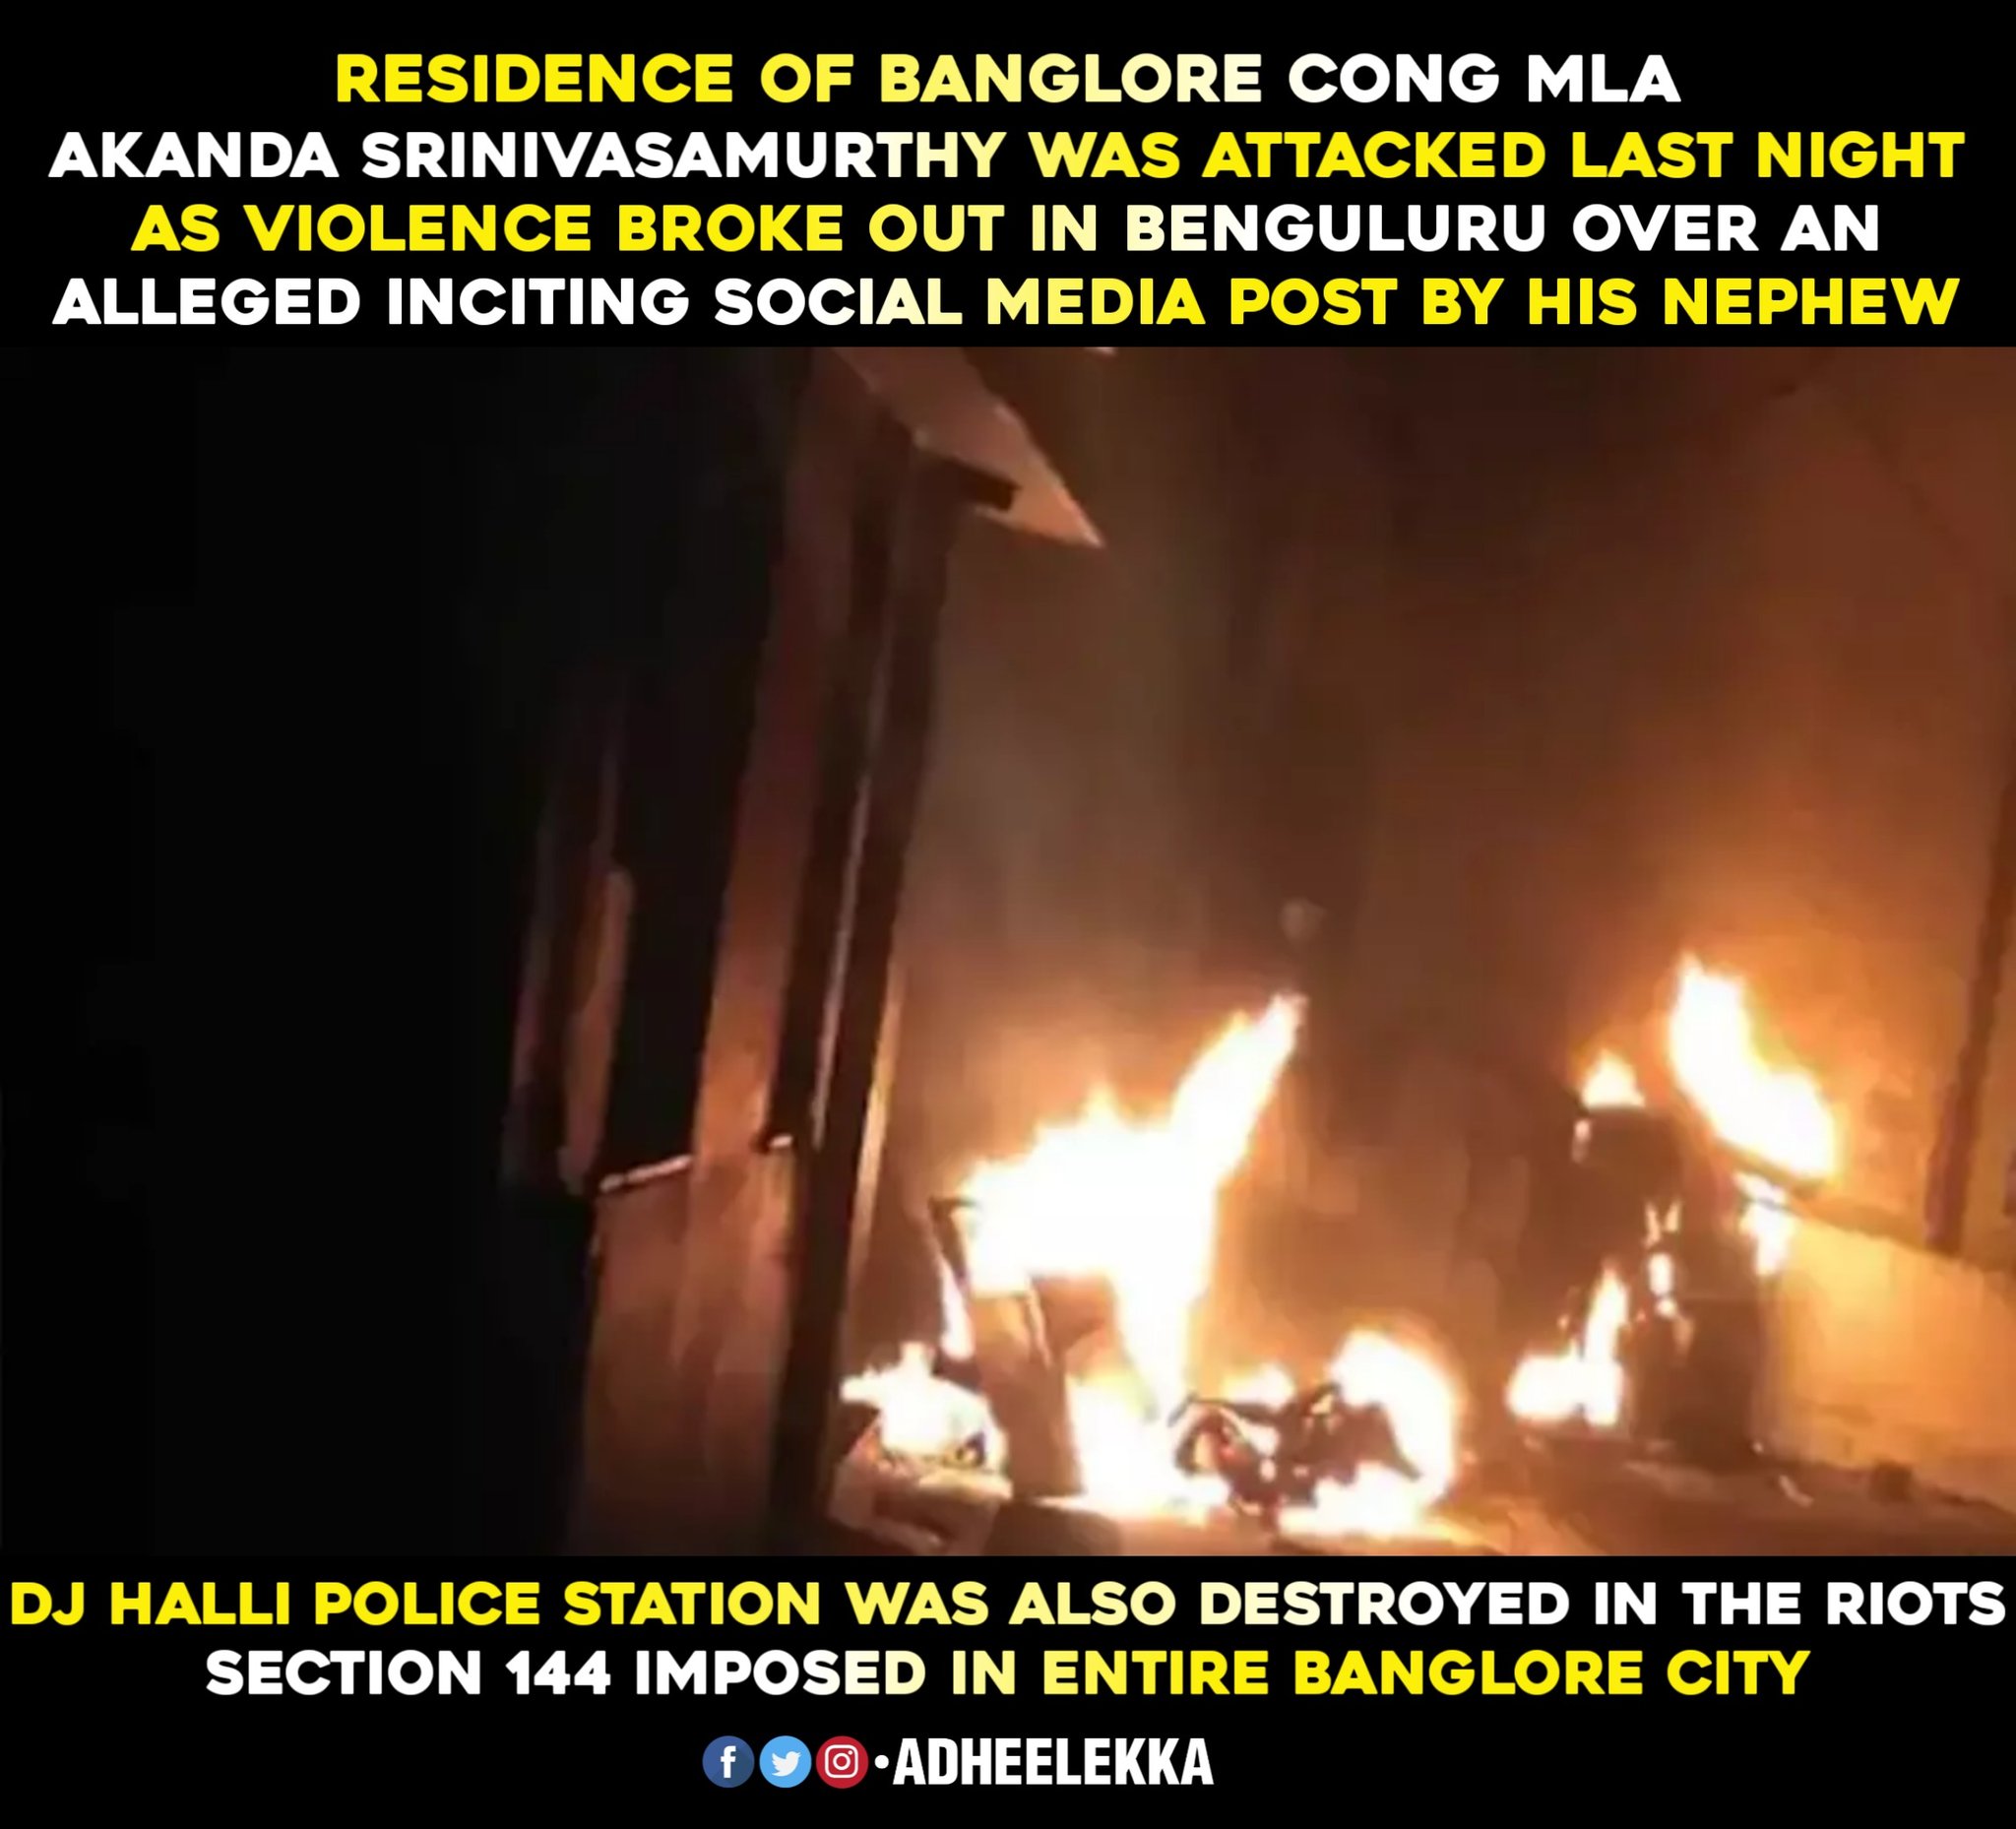 RESIDENCE OF BANGLORE CONG MLA
AKANDA SRINIVASAMURTHY WAS ATTACKED LAST NIGHT
AS VIOLENCE BROKE OUT IN BENGULURU OVER AN
ALLEGED INCITING SOCIAL MEDIA POST BY HIS NEPHEW
DJ HALLI POLICE STATION WAS ALSO DESTROYED IN THE RIOTS
SECTION 144 IMPOSED IN ENTIRE BANGLORE CITY
•ADHEELEKKA